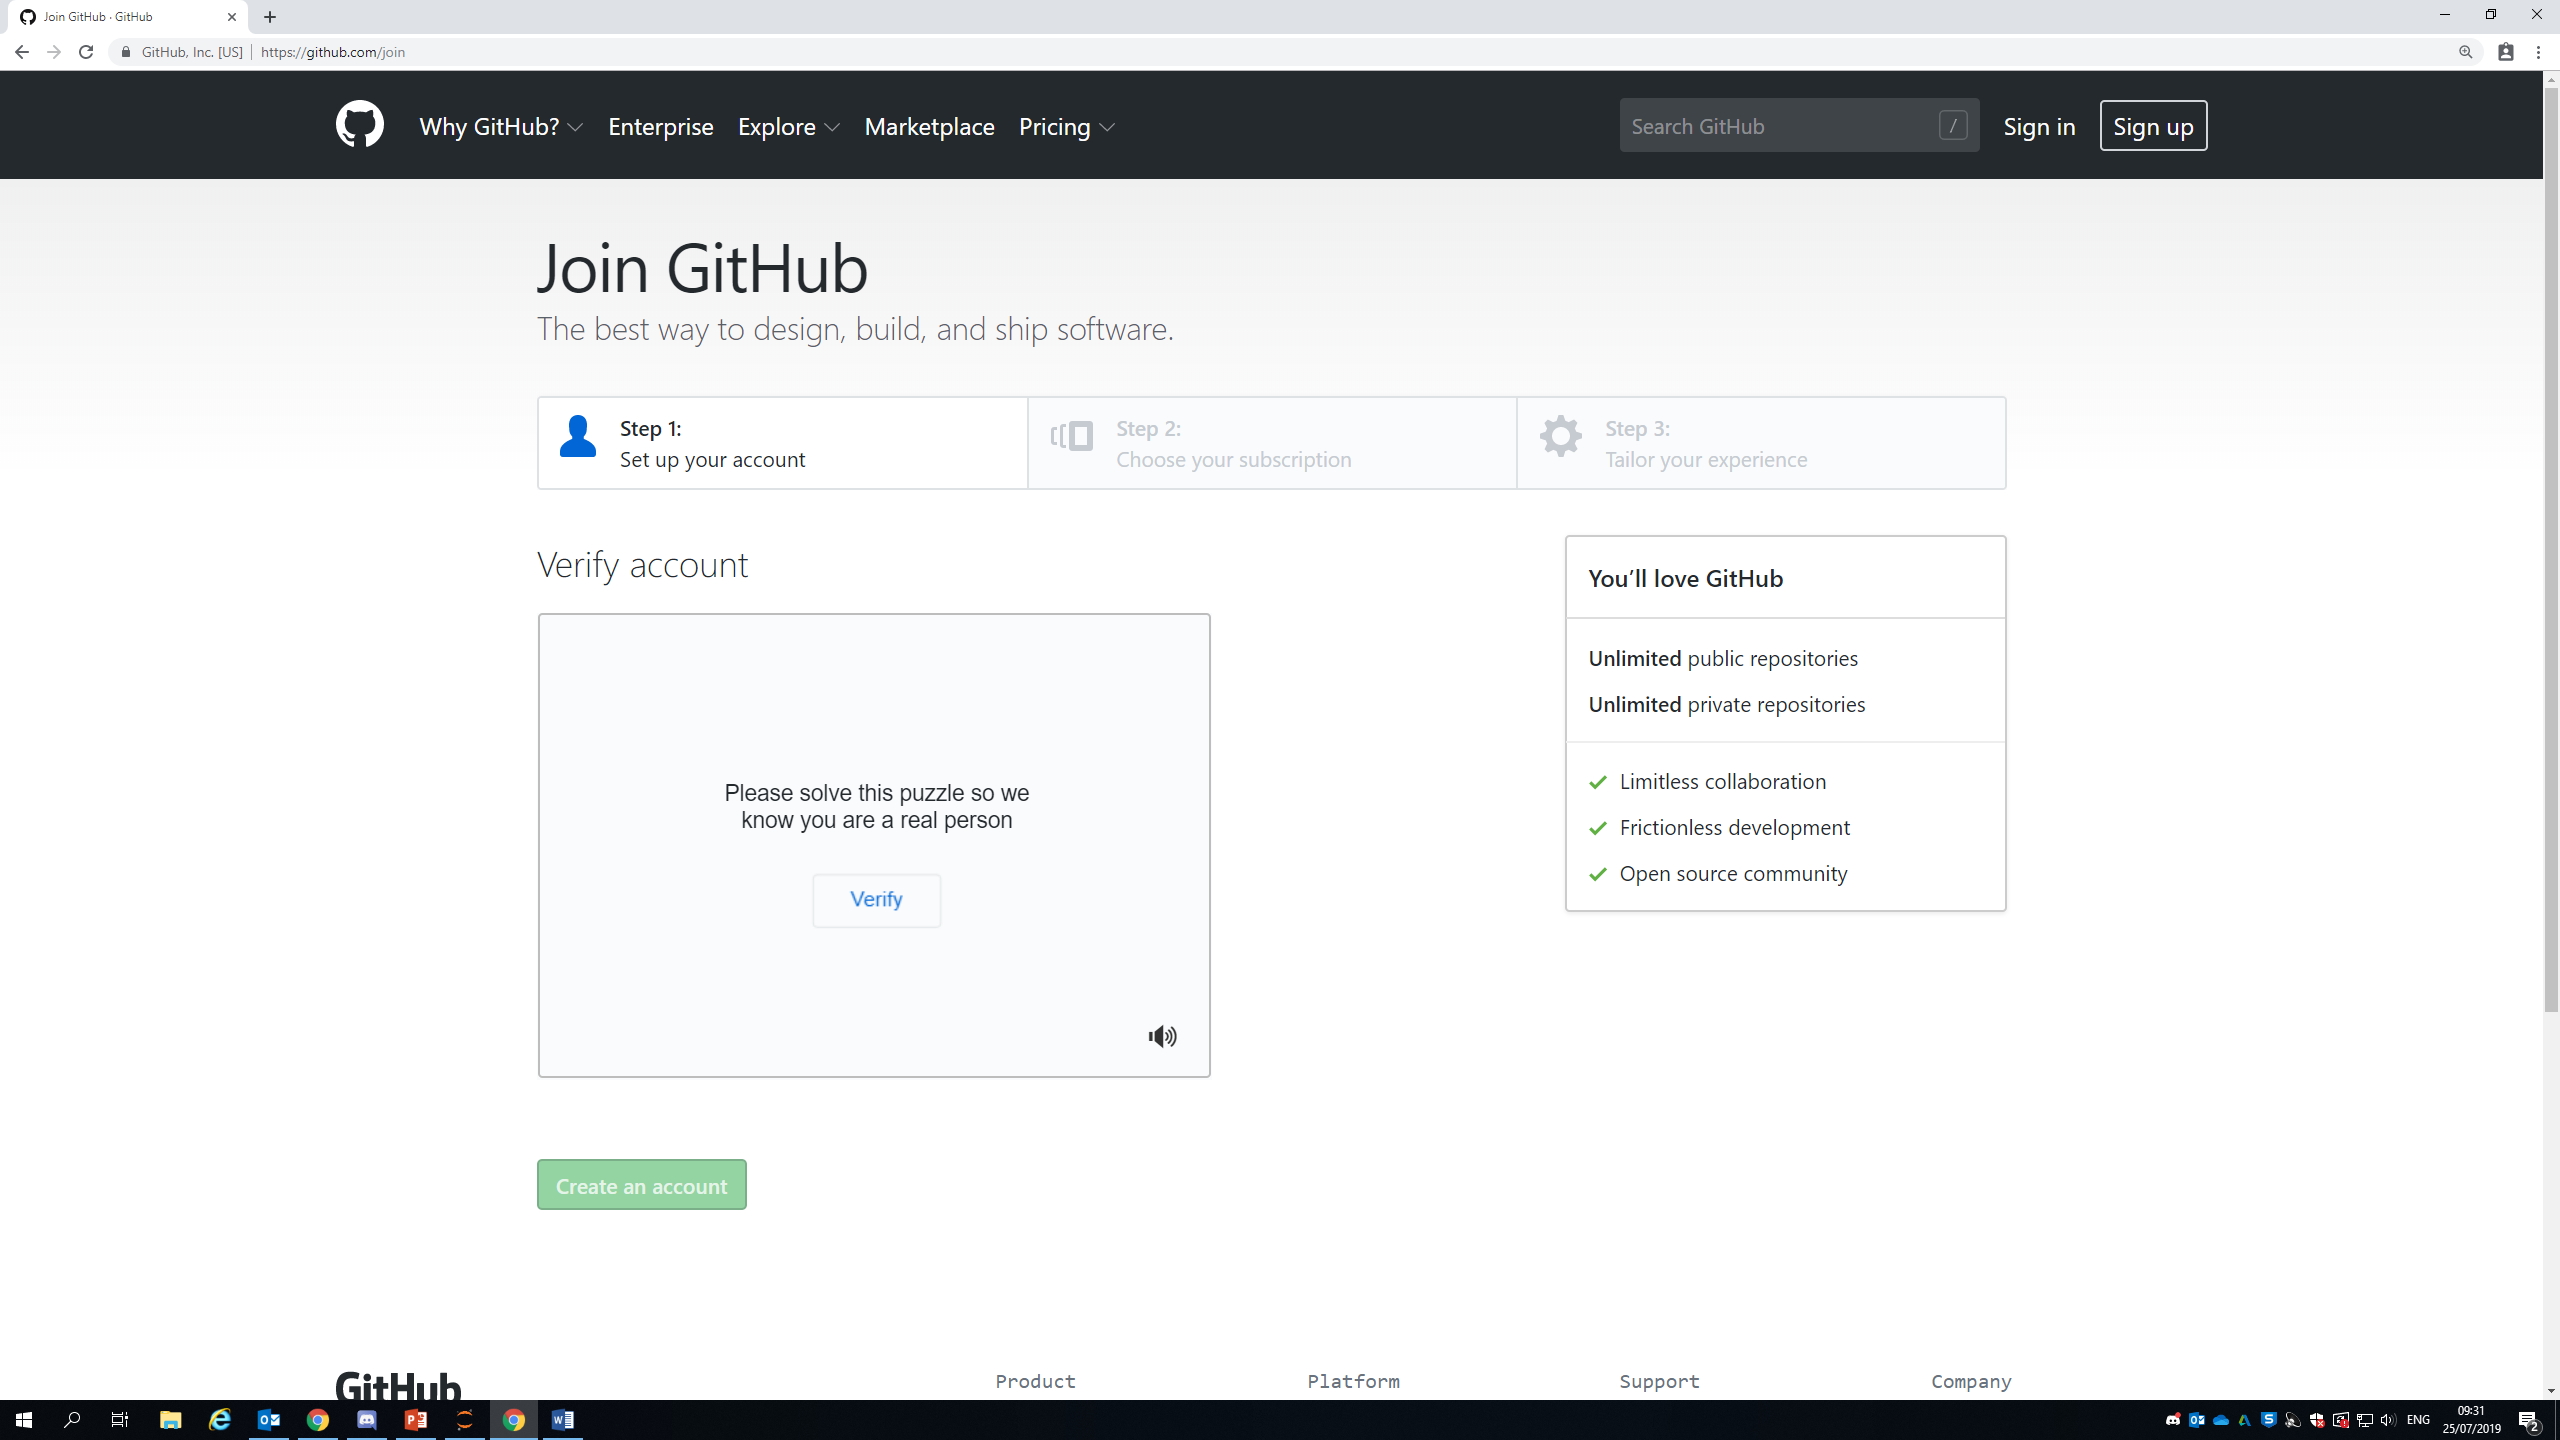 Join GitHub · GitHub
GitHub, Inc. [US] | https://github.com/join
Why GitHub? Enterprise Explore Marketplace Pricing Search GitHub / Sign in Sign up
Join GitHub
The best way to design, build, and ship software.
Step 1:
Set up your account
Step 2:
Choose your subscription
Step 3:
Tailor your experience
Verify account
Please solve this puzzle so we
know you are a real person
Verify
Create an account
You’ll love GitHub
Unlimited public repositories
Unlimited private repositories
Limitless collaboration
Frictionless development
Open source community
GitHub
Product Platform Support Company
ENG
09:31
25/07/2019
2